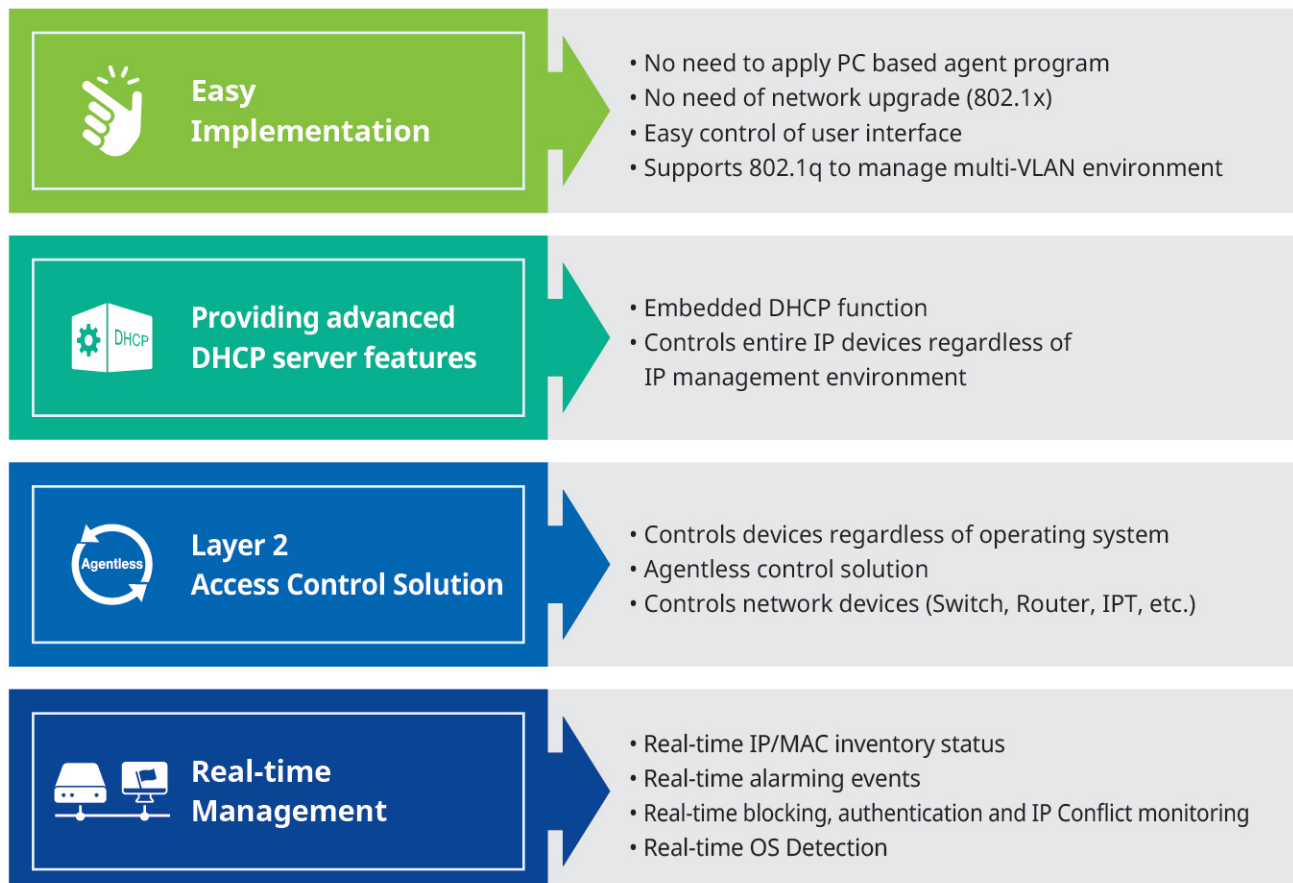 Easy
Implementation
• No need to apply PC based agent program
• No need of network upgrade (802.1x)
• Easy control of user interface
• Supports 802.1q to manage multi-VLAN environment
DHCP
Providing advanced
DHCP server features
• Embedded DHCP function
• Controls entire IP devices regardless of
IP management environment
Agentless
Layer 2
Access Control Solution
• Controls devices regardless of operating system
• Agentless control solution
• Controls network devices (Switch, Router, IPT, etc.)
Real-time
Management
• Real-time IP/MAC inventory status
• Real-time alarming events
• Real-time blocking, authentication and IP Conflict monitoring
• Real-time OS Detection